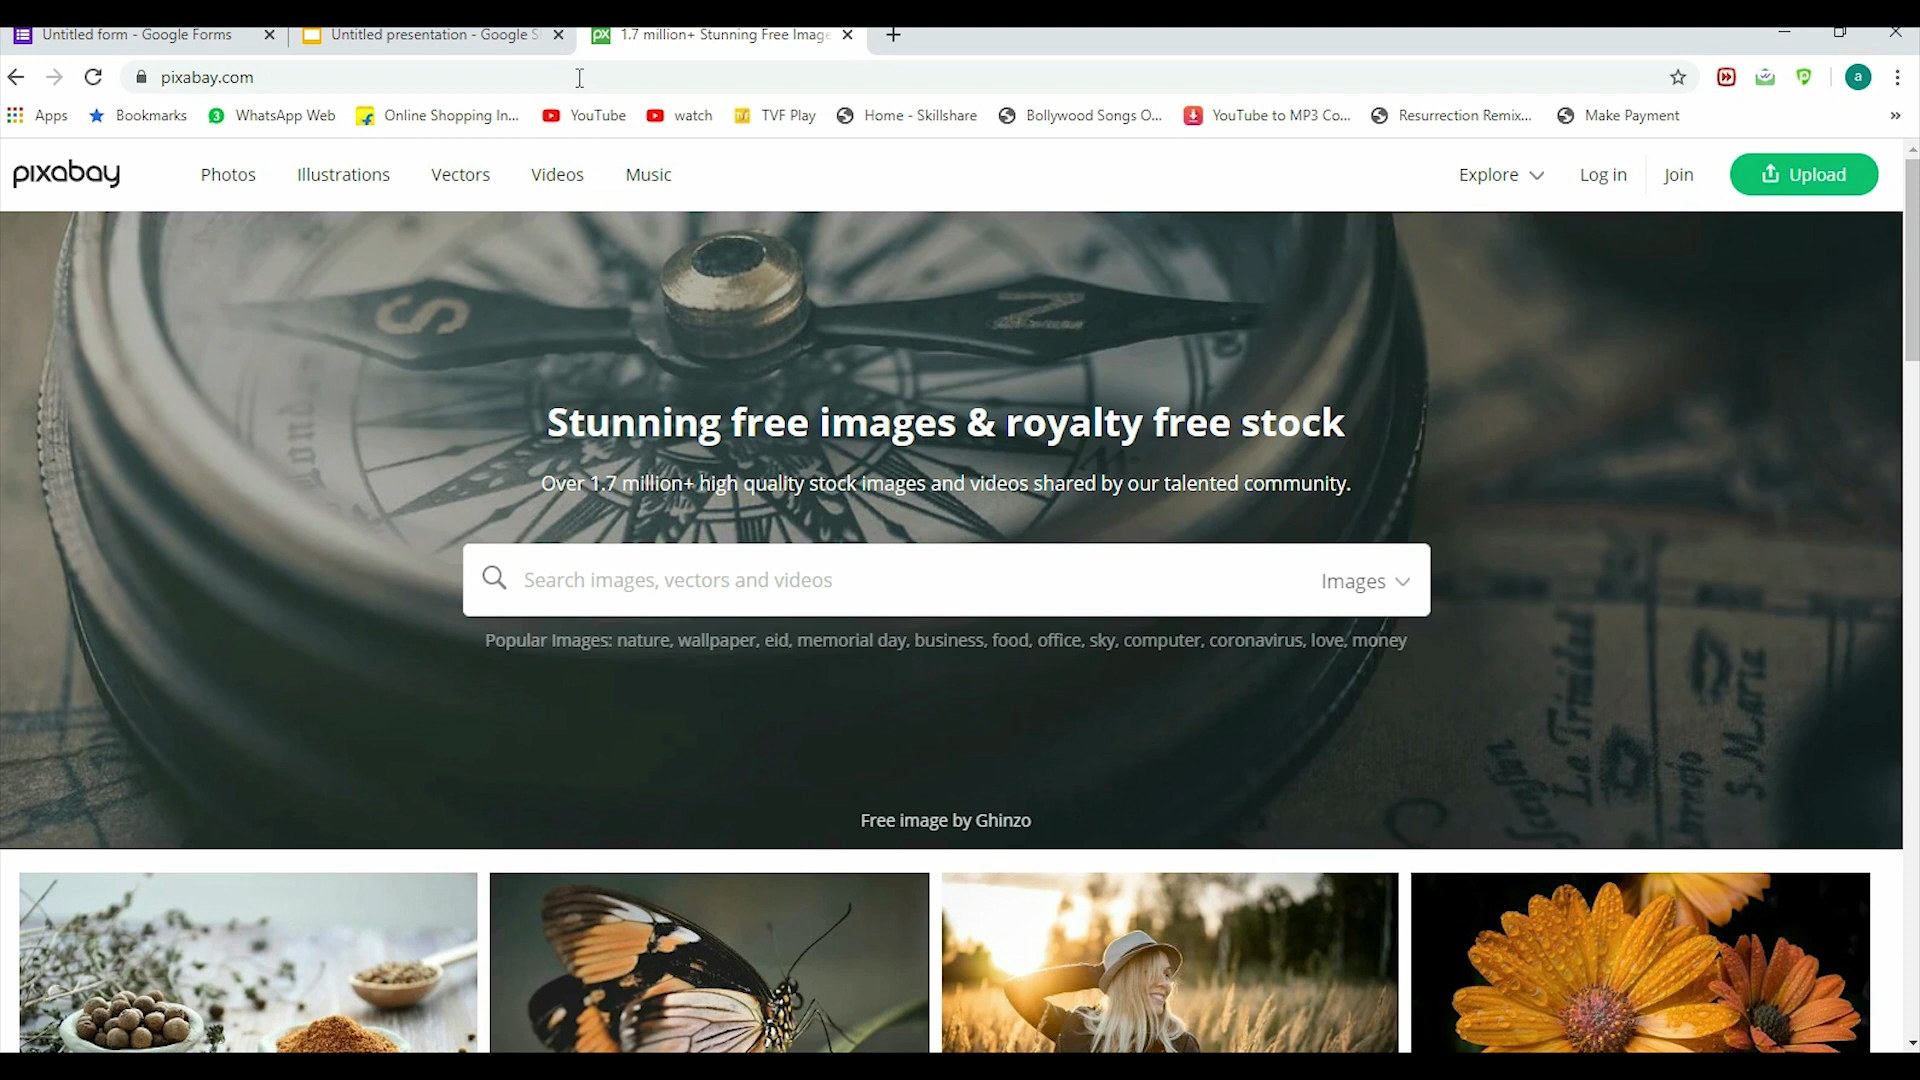 Untitled form - Google Forms
Untitled presentation - Google S
1.7 million+ Stunning Free Image
pixabay.com
a
Apps
Bookmarks
3
WhatsApp Web
Online Shopping In...
YouTube
watch
TVF Play
Home - Skillshare
Bollywood Songs O...
YouTube to MP3 Co...
Resurrection Remix...
Make Payment
pixabay
Photos
Illustrations
Vectors
Videos
Music
Explore
Log in
Join
Upload
S
N
Stunning free images & royalty free stock
Over 1.7 million+ high quality stock images and videos shared by our talented community.
Search images, vectors and videos
Images
Popular Images: nature, wallpaper, eid, memorial day, business, food, office, sky, computer, coronavirus, love, money
La Trinidad
S. Maria
Free image by Ghinzo